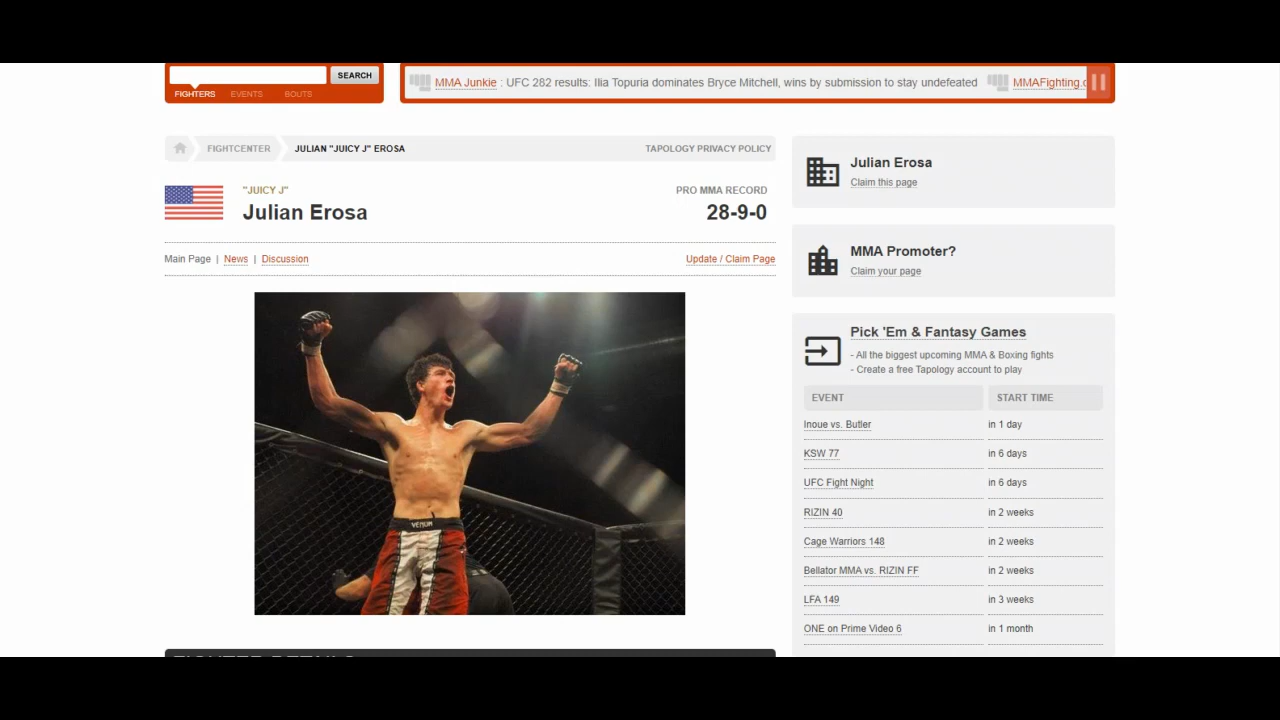 SEARCH
FIGHTERS EVENTS BOUTS
MMA Junkie : UFC 282 results: Ilia Topuria dominates Bryce Mitchell, wins by submission to stay undefeated MMAFighting.c
FIGHTCENTER JULIAN "JUICY J" EROSA TAPOLOGY PRIVACY POLICY
"JUICY J"
Julian Erosa
PRO MMA RECORD
28-9-0
Main Page | News | Discussion Update / Claim Page
VENUM
FIGHTER DETAILS
Julian Erosa
Claim this page
MMA Promoter?
Claim your page
Pick 'Em & Fantasy Games
- All the biggest upcoming MMA & Boxing fights
- Create a free Tapology account to play
EVENT START TIME
Inoue vs. Butler in 1 day
KSW 77 in 6 days
UFC Fight Night in 6 days
RIZIN 40 in 2 weeks
Cage Warriors 148 in 2 weeks
Bellator MMA vs. RIZIN FF in 2 weeks
LFA 149 in 3 weeks
ONE on Prime Video 6 in 1 month